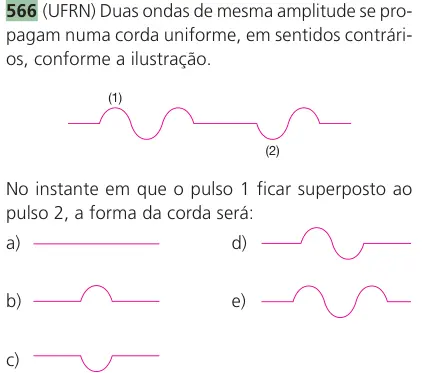 566 (UFRN) Duas ondas de mesma amplitude se pro-
pagam numa corda uniforme, em sentidos contrári-
os, conforme a ilustração.
(1)
(2)
No instante em que o pulso 1 ficar superposto ao
pulso 2, a forma da corda será:
a)
d)
b)
e)
c)